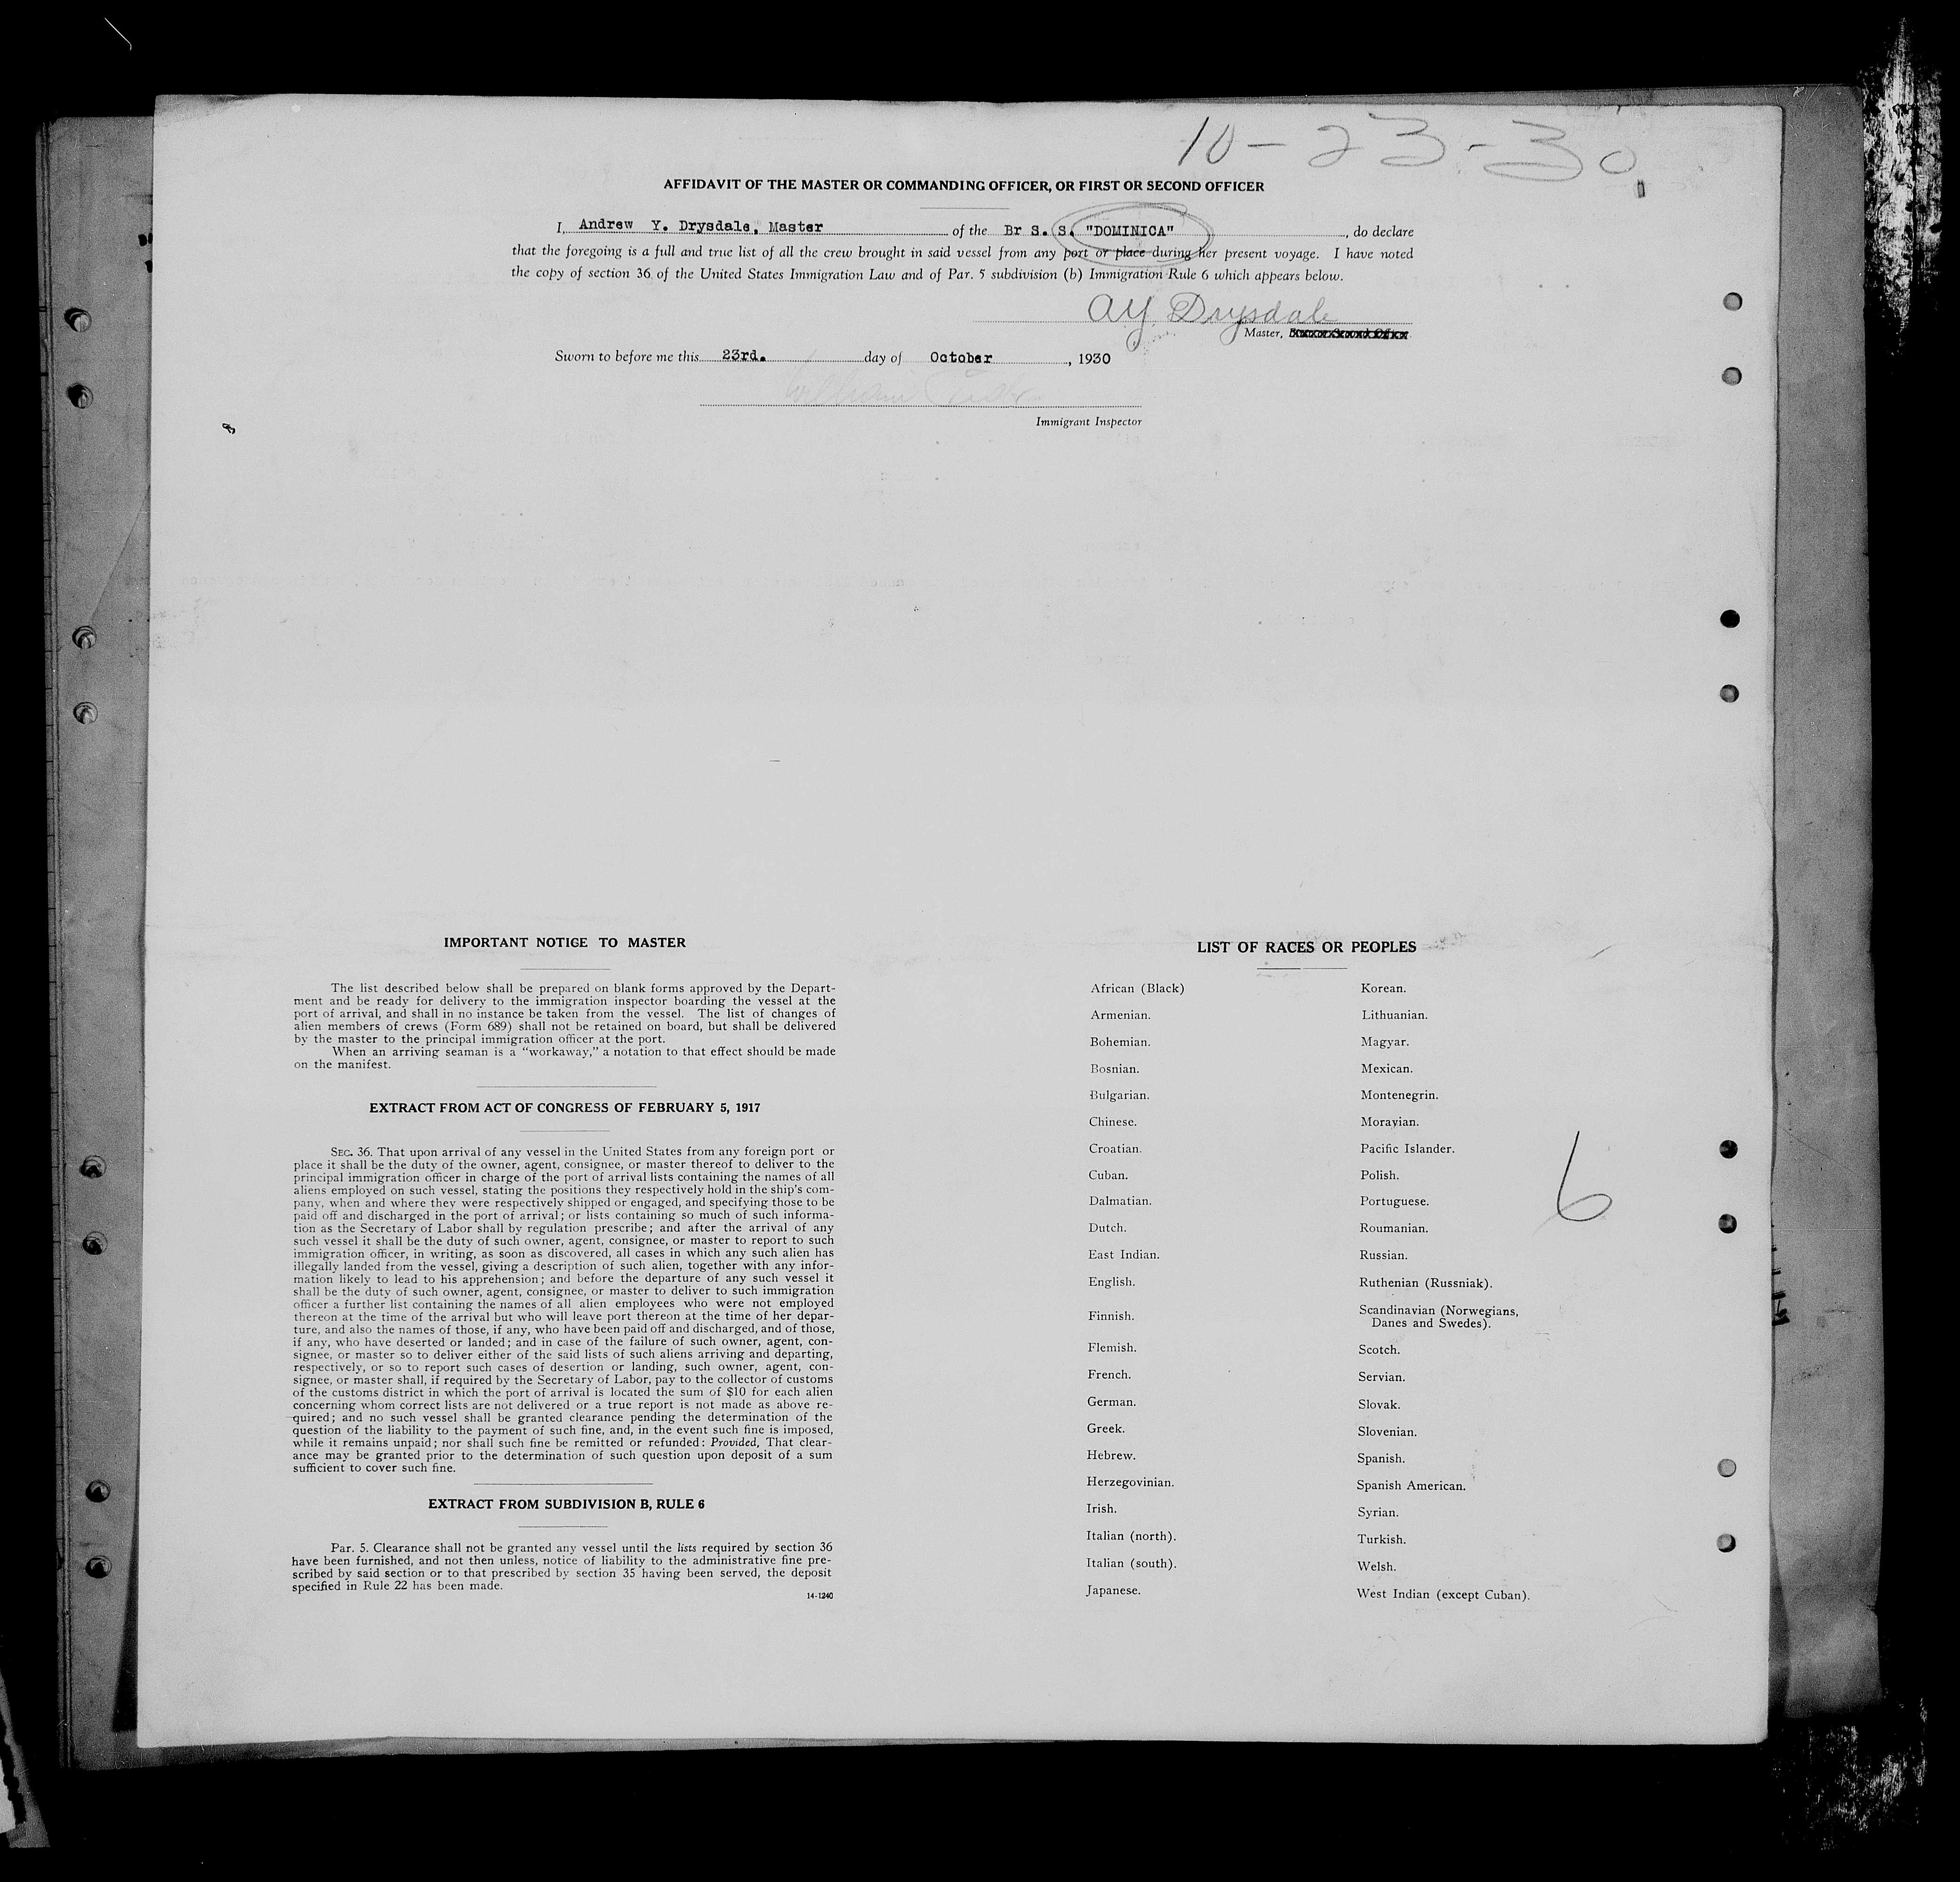 10-23-30
AFFIDAVIT OF THE MASTER OR COMMANDING OFFICER, OR FIRST OR SECOND OFFICER
I, Andrew Y. Drysdale, Master of the Br S. S. "DOMINICA", do declare
that the foregoing is a full and true list of all the crew brought in said vessel from any port or place during her present voyage. I have noted
the copy of section 36 of the United States Immigration Law and of Par. 5 subdivision (b) Immigration Rule 6 which appears below.
AY Drysdale
Master,
Sworn to before me this 23rd. day of October, 1930
William
Immigrant Inspector
IMPORTANT NOTICE TO MASTER
The list described below shall be prepared on blank forms approved by the Depart-
ment and be ready for delivery to the immigration inspector boarding the vessel at the
port of arrival, and shall in no instance be taken from the vessel. The list of changes of
alien members of crews (Form 689) shall not be retained on board, but shall be delivered
by the master to the principal immigration officer at the port.
When an arriving seaman is a "workaway," a notation to that effect should be made
on the manifest.
EXTRACT FROM ACT OF CONGRESS OF FEBRUARY 5, 1917
SEC. 36. That upon arrival of any vessel in the United States from any foreign port or
place it shall be the duty of the owner, agent, consignee, or master thereof to deliver to the
principal immigration officer in charge of the port of arrival lists containing the names of all
aliens employed on such vessel, stating the positions they respectively hold in the ship's com-
pany, when and where they were respectively shipped or engaged, and specifying those to be
paid off and discharged in the port of arrival; or lists containing so much of such informa-
tion as the Secretary of Labor shall by regulation prescribe; and after the arrival of any
such vessel it shall be the duty of such owner, agent, consignee, or master to report to such
immigration officer, in writing, as soon as discovered, all cases in which any such alien has
illegally landed from the vessel, giving a description of such alien, together with any infor-
mation likely to lead to his apprehension; and before the departure of any such vessel it
shall be the duty of such owner, agent, consignee, or master to deliver to such immigration
officer a further list containing the names of all alien employees who were not employed
thereon at the time of the arrival but who will leave port thereon at the time of her depar-
ture, and also the names of those, if any, who have been paid off and discharged, and of those,
if any, who have deserted or landed; and in case of the failure of such owner, agent, con-
signee, or master so to deliver either of the said lists of such aliens arriving and departing,
respectively, or so to report such cases of desertion or landing, such owner, agent, con-
signee, or master shall, if required by the Secretary of Labor, pay to the collector of customs
of the customs district in which the port of arrival is located the sum of $10 for each alien
concerning whom correct lists are not delivered or a true report is not made as above re-
quired; and no such vessel shall be granted clearance pending the determination of the
question of the liability to the payment of such fine, and, in the event such fine is imposed,
while it remains unpaid; nor shall such fine be remitted or refunded: Provided, That clear-
ance may be granted prior to the determination of such question upon deposit of a sum
sufficient to cover such fine.
EXTRACT FROM SUBDIVISION B, RULE 6
Par. 5. Clearance shall not be granted any vessel until the lists required by section 36
have been furnished, and not then unless, notice of liability to the administrative fine pre-
scribed by said section or to that prescribed by section 35 having been served, the deposit
specified in Rule 22 has been made.
14-1240
LIST OF RACES OR PEOPLES
African (Black)
Armenian.
Bohemian.
Bosnian.
Bulgarian.
Chinese.
Croatian.
Cuban.
Dalmatian.
Dutch.
East Indian.
English.
Finnish.
Flemish.
French.
German.
Greek.
Hebrew.
Herzegovinian.
Irish.
Italian (north).
Italian (south).
Japanese.
Korean.
Lithuanian.
Magyar.
Mexican.
Montenegrin.
Moravian.
Pacific Islander.
Polish.
Portuguese.
Roumanian.
Russian.
Ruthenian (Russniak).
Scandinavian (Norwegians,
Danes and Swedes).
Scotch.
Servian.
Slovak.
Slovenian.
Spanish.
Spanish American.
Syrian.
Turkish.
Welsh.
West Indian (except Cuban).
6